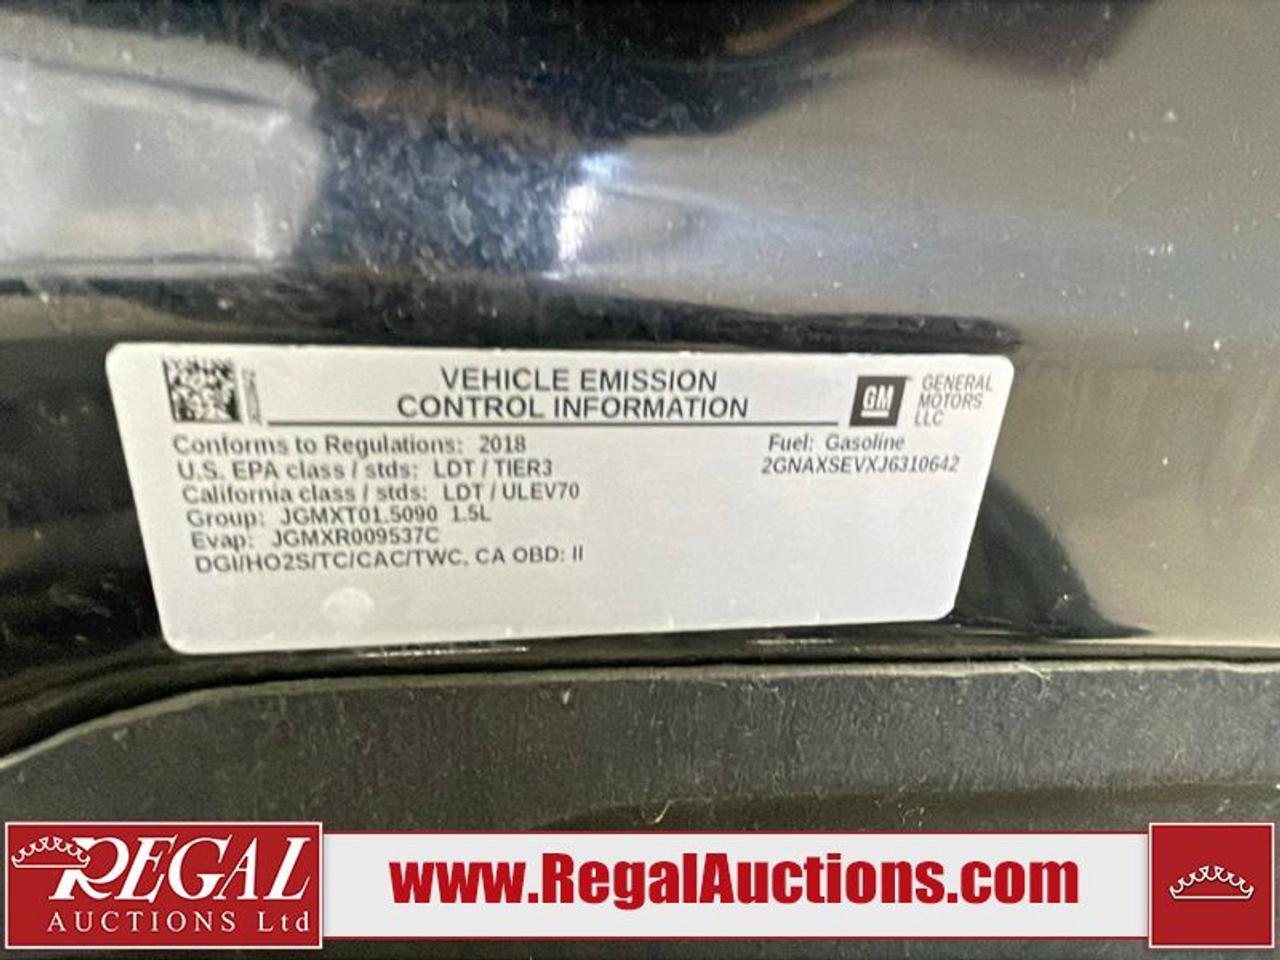 VEHICLE EMISSION
CONTROL INFORMATION
GM
GENERAL
MOTORS
LLC
Conforms to Regulations: 2018
U.S. EPA class / stds: LDT / TIER3
California class / stds: LDT / ULEV70
Group: JGMXT01.5090 1.5L
Evap: JGMXR009537C
DGI/HO2S/TC/CAC/TWC, CA OBD: II
Fuel: Gasoline
2GNAXSEVXJ6310642
REGAL
AUCTIONS Ltd
www.RegalAuctions.com